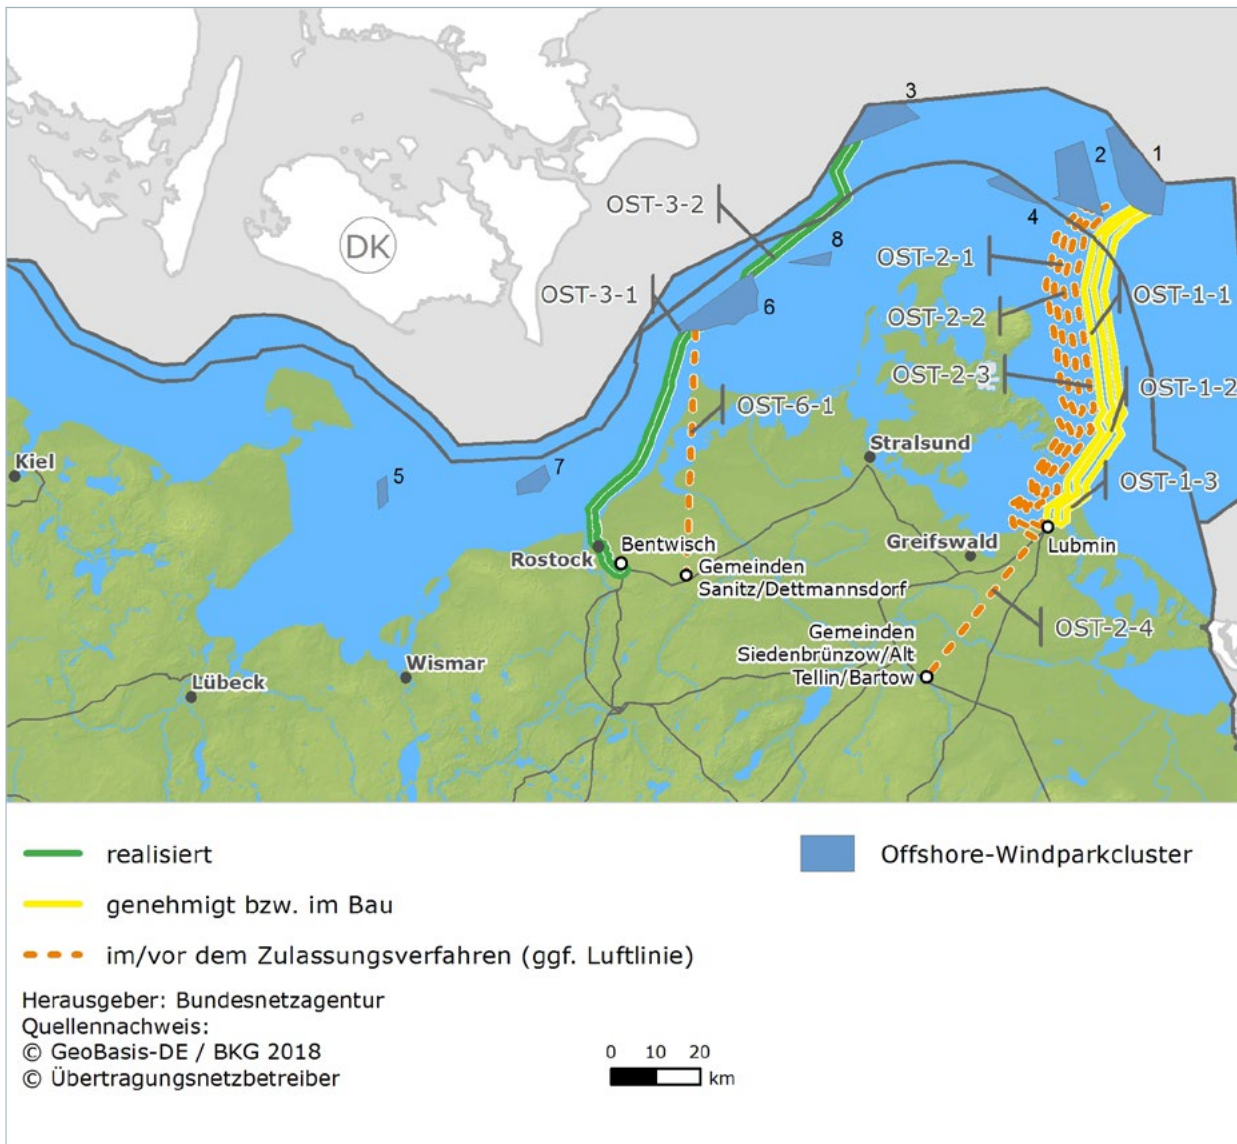 3
2
1
OST-3-2
4
8
DK
OST-2-1
OST-3-1
6
OST-1-1
OST-2-2
OST-2-3
OST-1-2
OST-6-1
Stralsund
Kiel
5
7
OST-1-3
Rostock
Bentwisch
Greifswald
Lubmin
Gemeinden
Sanitz/Dettmannsdorf
OST-2-4
Gemeinden
Siedenbrünzow/Alt
Tellin/Bartow
Wismar
Lübeck
realisiert
Offshore-Windparkcluster
genehmigt bzw. im Bau
im/vor dem Zulassungsverfahren (ggf. Luftlinie)
Herausgeber: Bundesnetzagentur
Quellennachweis:
© GeoBasis-DE / BKG 2018
© Übertragungsnetzbetreiber
0 10 20
km